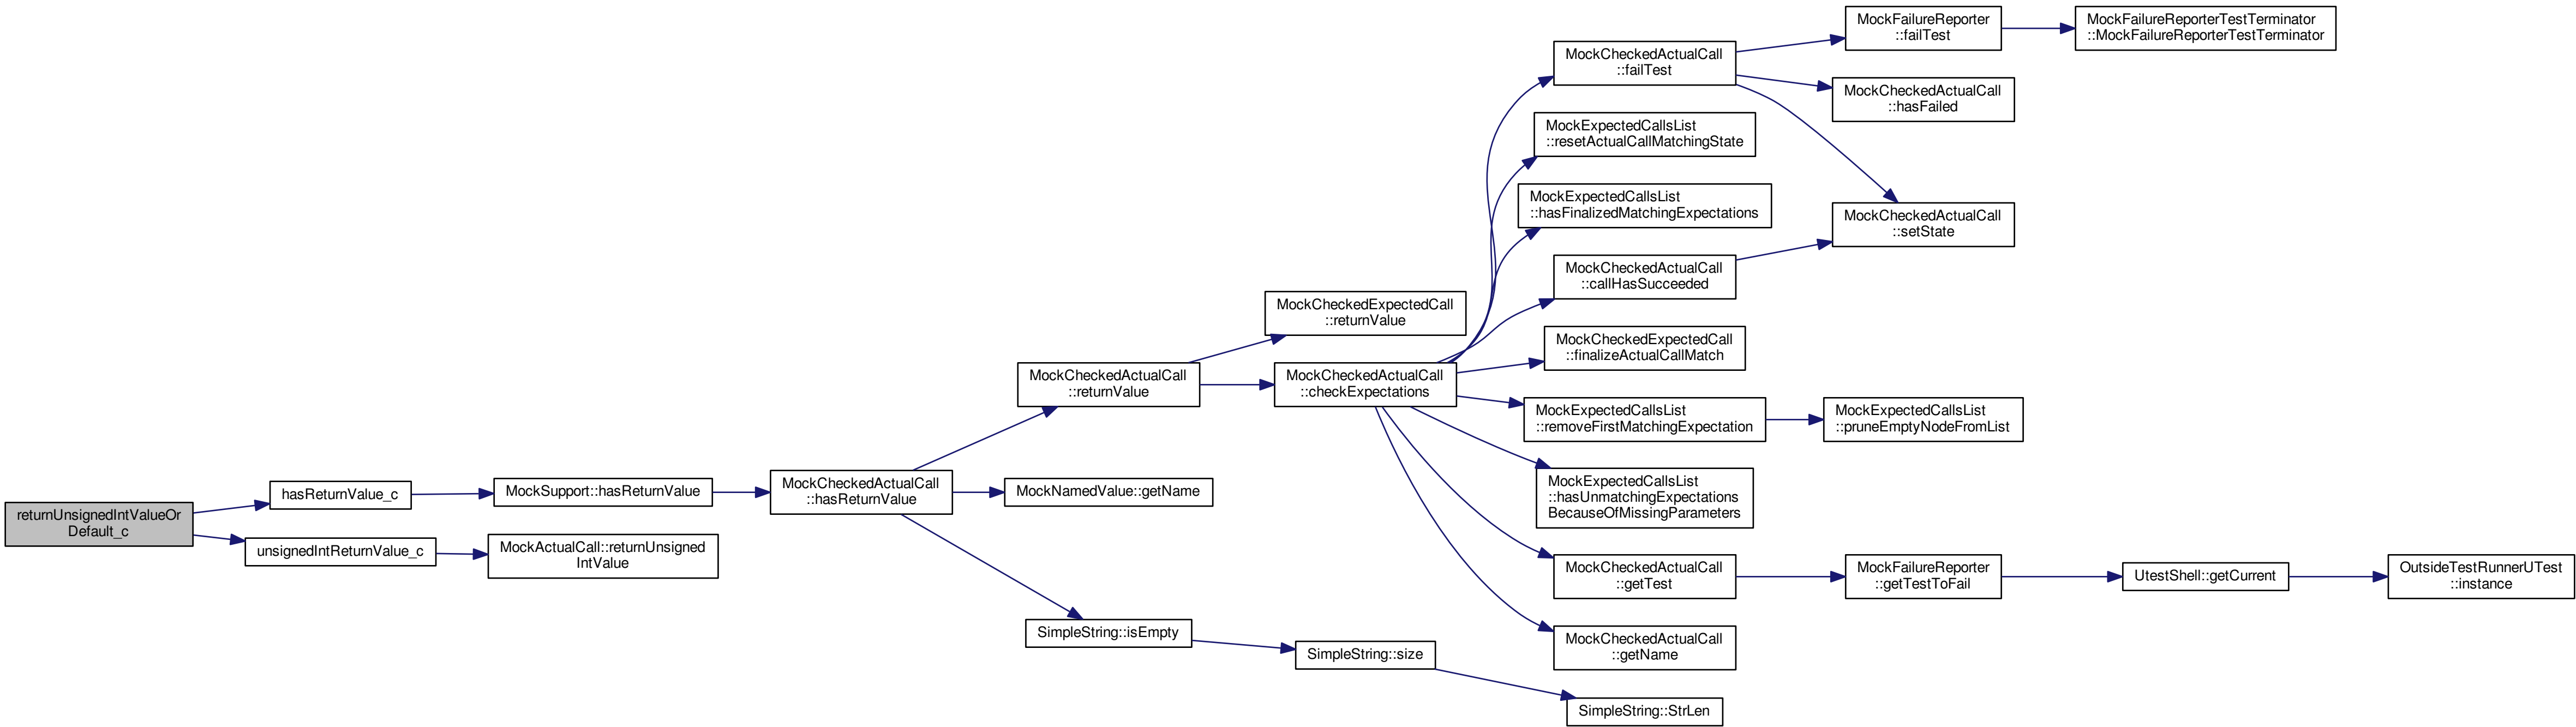 returnUnsignedIntValueOr
Default_c
hasReturnValue_c
unsignedIntReturnValue_c
MockSupport::hasReturnValue
MockActualCall::returnUnsigned
IntValue
MockCheckedActualCall
::hasReturnValue
MockCheckedActualCall
::returnValue
MockNamedValue::getName
SimpleString::isEmpty
MockCheckedExpectedCall
::returnValue
MockCheckedActualCall
::checkExpectations
SimpleString::size
MockCheckedActualCall
::failTest
MockExpectedCallsList
::resetActualCallMatchingState
MockExpectedCallsList
::hasFinalizedMatchingExpectations
MockCheckedActualCall
::callHasSucceeded
MockCheckedExpectedCall
::finalizeActualCallMatch
MockExpectedCallsList
::removeFirstMatchingExpectation
MockExpectedCallsList
::hasUnmatchingExpectations
BecauseOfMissingParameters
MockCheckedActualCall
::getTest
MockCheckedActualCall
::getName
SimpleString::StrLen
MockFailureReporter
::failTest
MockCheckedActualCall
::hasFailed
MockCheckedActualCall
::setState
MockExpectedCallsList
::pruneEmptyNodeFromList
MockFailureReporter
::getTestToFail
MockFailureReporterTestTerminator
::MockFailureReporterTestTerminator
UtestShell::getCurrent
OutsideTestRunnerUTest
::instance